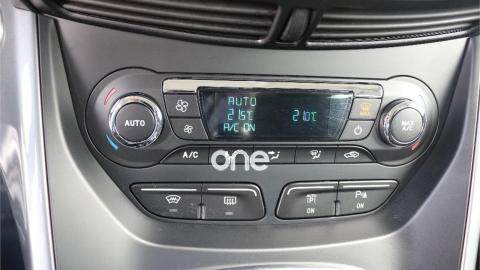 AUTO
21.5°C 21.0°C
A/C ON
AUTO
MAX
A/C
A/C
one
P
ON
P
ON